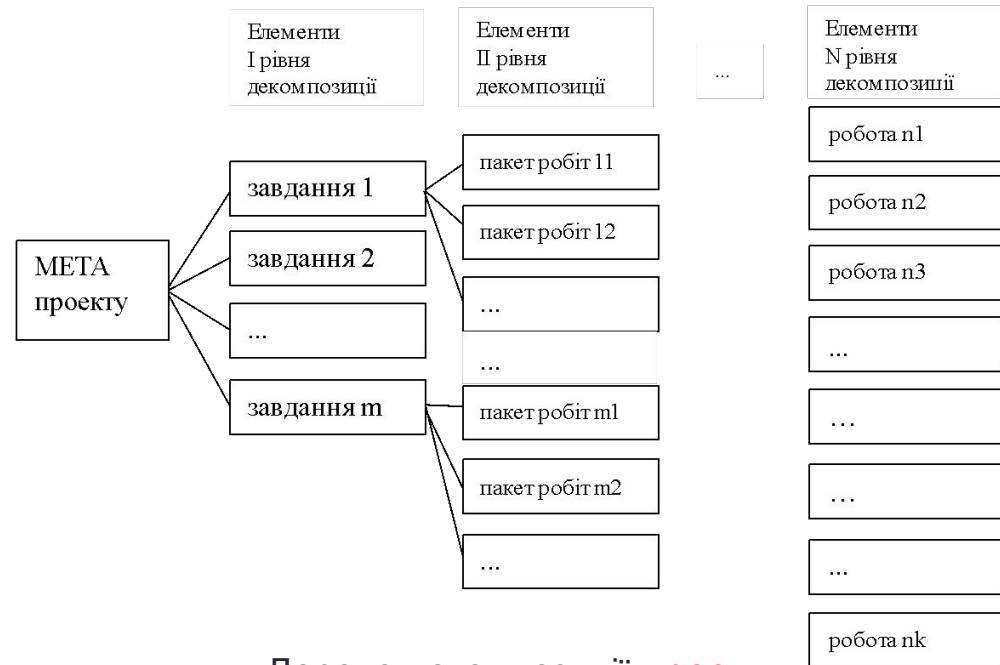 Елементи
І рівня
декомпозиції
Елементи
ІІ рівня
декомпозиції
...
Елементи
N рівня
декомпозиції
МЕТА
проекту
завдання 1
завдання 2
...
завдання m
пакет робіт 11
пакет робіт 12
...
...
пакет робіт m1
пакет робіт m2
...
робота n1
робота n2
робота n3
...
...
...
...
робота nk